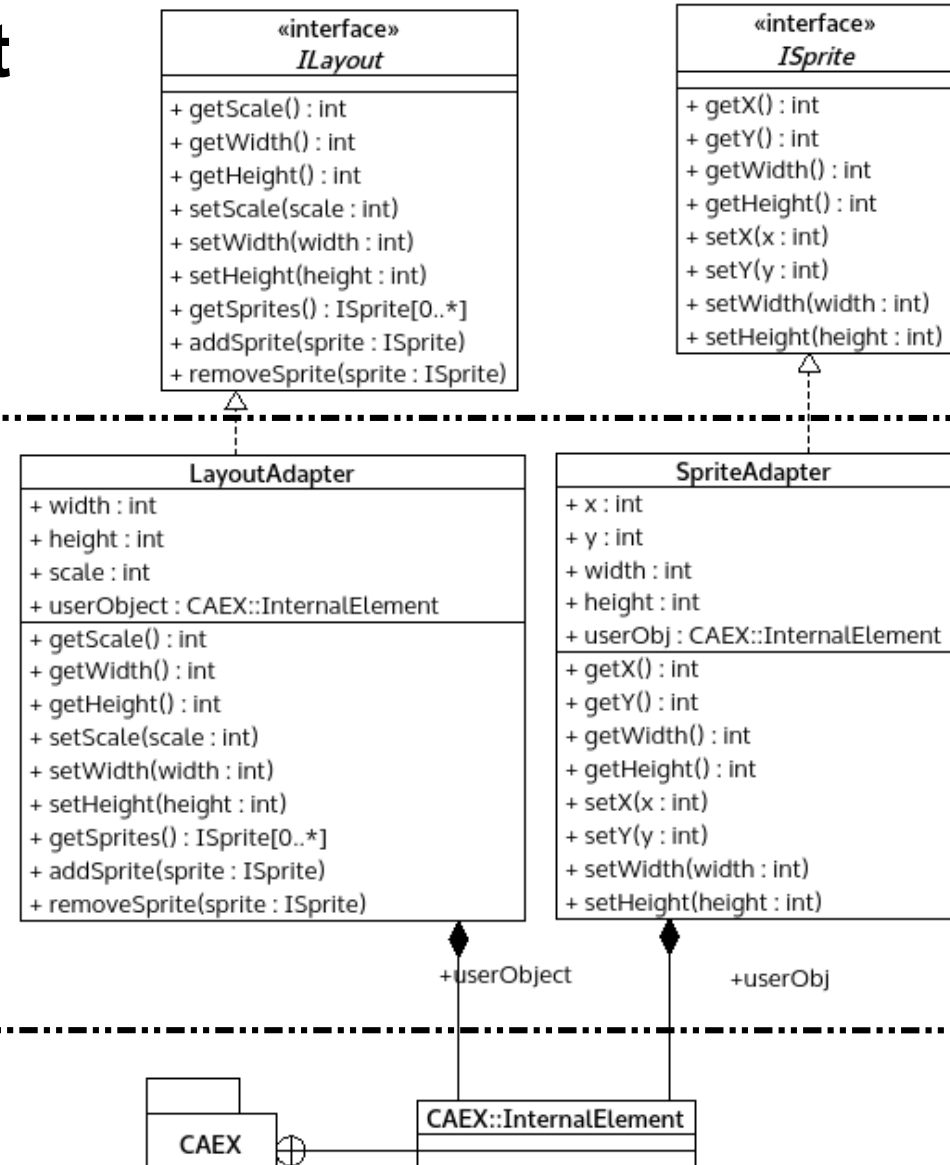 t
«interface»
ILayout
+ getScale() : int
+ getWidth() : int
+ getHeight() : int
+ setScale(scale : int)
+ setWidth(width : int)
+ setHeight(height : int)
+ getSprites() : ISprite[0..*]
+ addSprite(sprite : ISprite)
+ removeSprite(sprite : ISprite)
«interface»
ISprite
+ getX() : int
+ getY() : int
+ getWidth() : int
+ getHeight() : int
+ setX(x : int)
+ setY(y : int)
+ setWidth(width : int)
+ setHeight(height : int)
LayoutAdapter
+ width : int
+ height : int
+ scale : int
+ userObject : CAEX::InternalElement
+ getScale() : int
+ getWidth() : int
+ getHeight() : int
+ setScale(scale : int)
+ setWidth(width : int)
+ setHeight(height : int)
+ getSprites() : ISprite[0..*]
+ addSprite(sprite : ISprite)
+ removeSprite(sprite : ISprite)
SpriteAdapter
+ x : int
+ y : int
+ width : int
+ height : int
+ userObj : CAEX::InternalElement
+ getX() : int
+ getY() : int
+ getWidth() : int
+ getHeight() : int
+ setX(x : int)
+ setY(y : int)
+ setWidth(width : int)
+ setHeight(height : int)
+userObject
+userObj
CAEX
CAEX::InternalElement